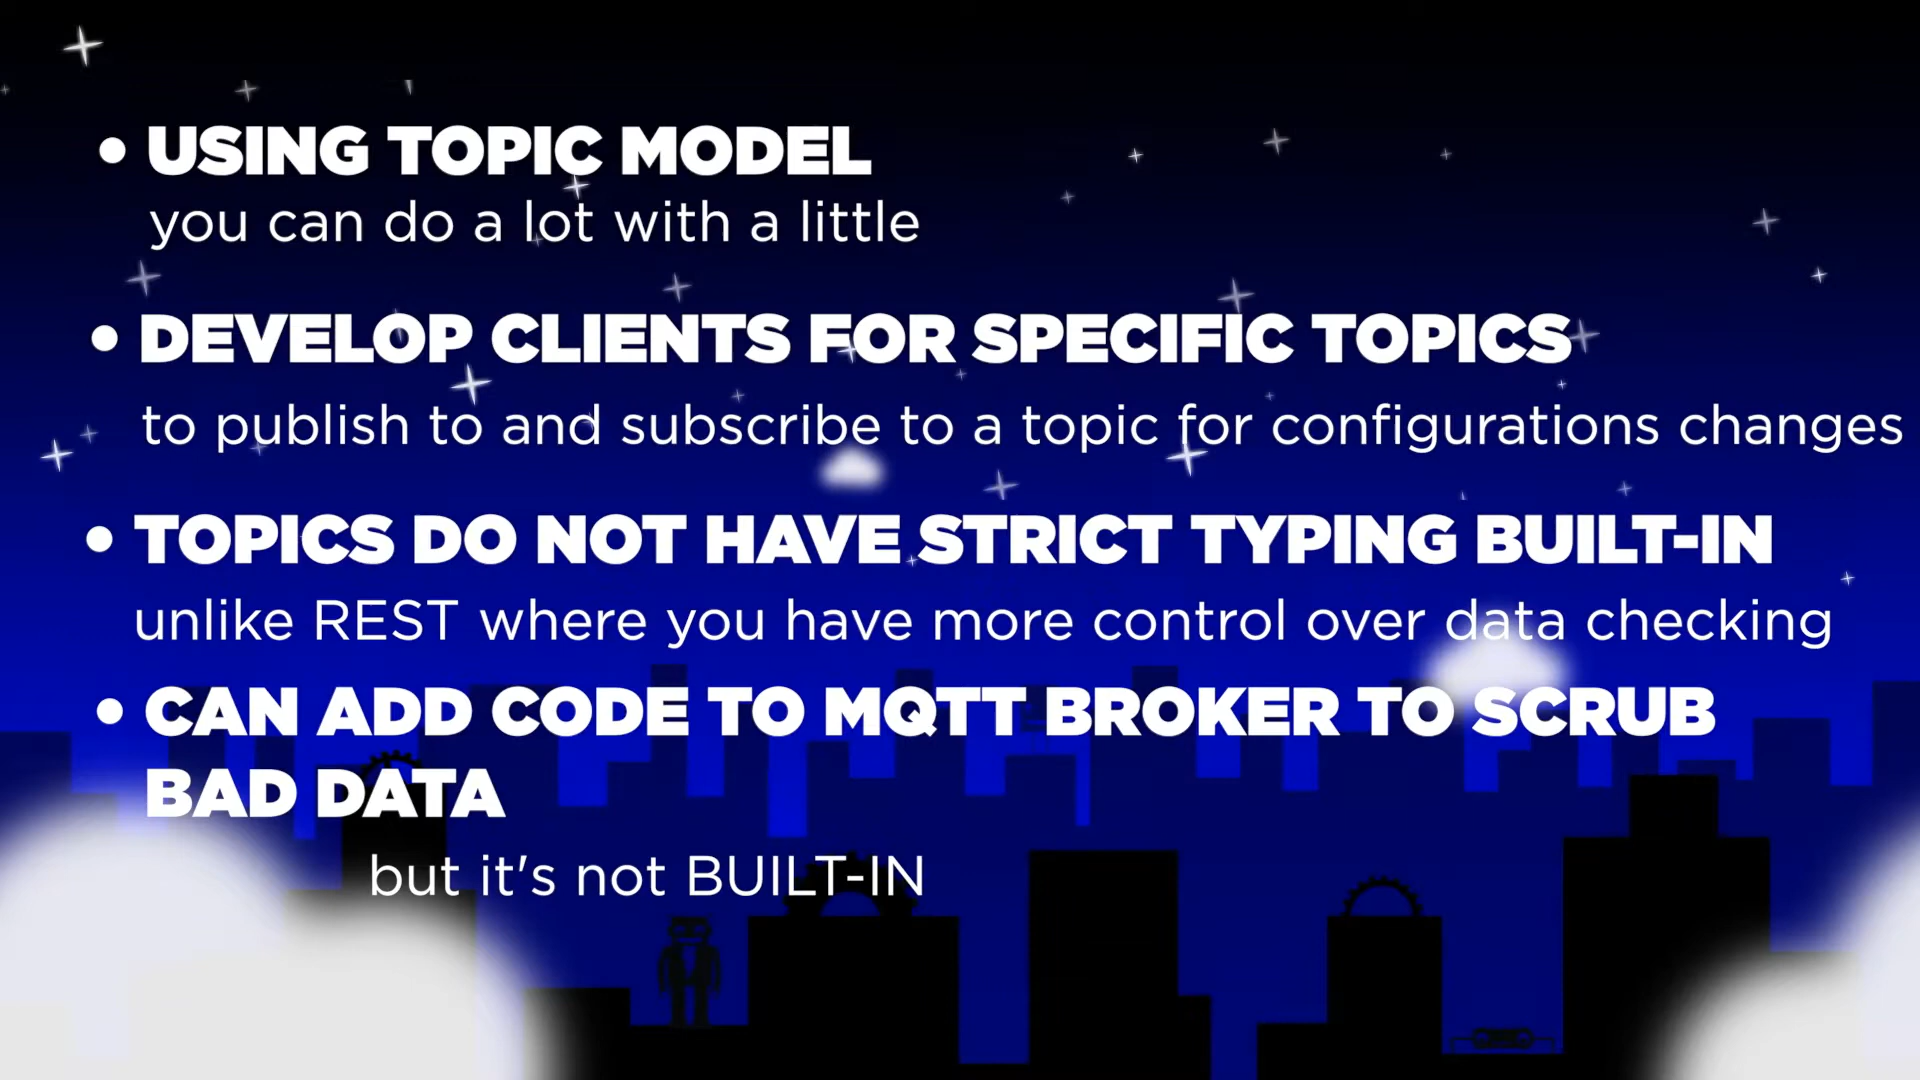 • USING TOPIC MODEL
you can do a lot with a little
• DEVELOP CLIENTS FOR SPECIFIC TOPICS
to publish to and subscribe to a topic for configurations changes
• TOPICS DO NOT HAVE STRICT TYPING BUILT-IN
unlike REST where you have more control over data checking
• CAN ADD CODE TO MQTT BROKER TO SCRUB
BAD DATA
but it's not BUILT-IN